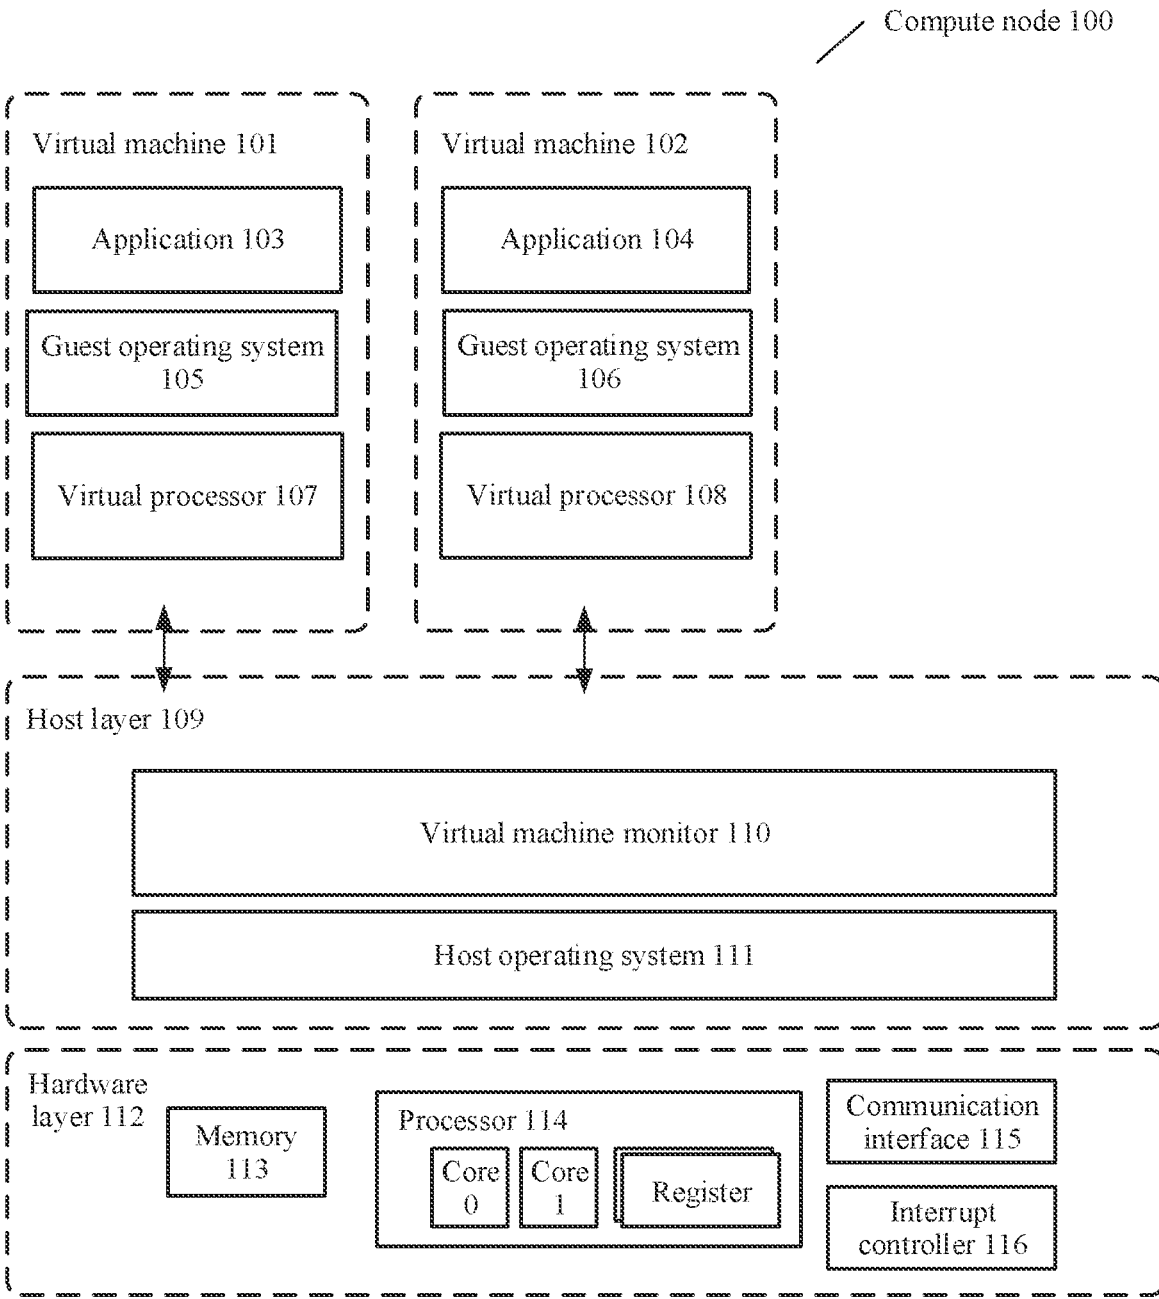 Compute node 100
Virtual machine 101
Application 103
Guest operating system
105
Virtual processor 107
Virtual machine 102
Application 104
Guest operating system
106
Virtual processor 108
Host layer 109
Virtual machine monitor 110
Host operating system 111
Hardware
layer 112
Memory
113
Processor 114
Core
0
Core
1
Register
Communication
interface 115
Interrupt
controller 116